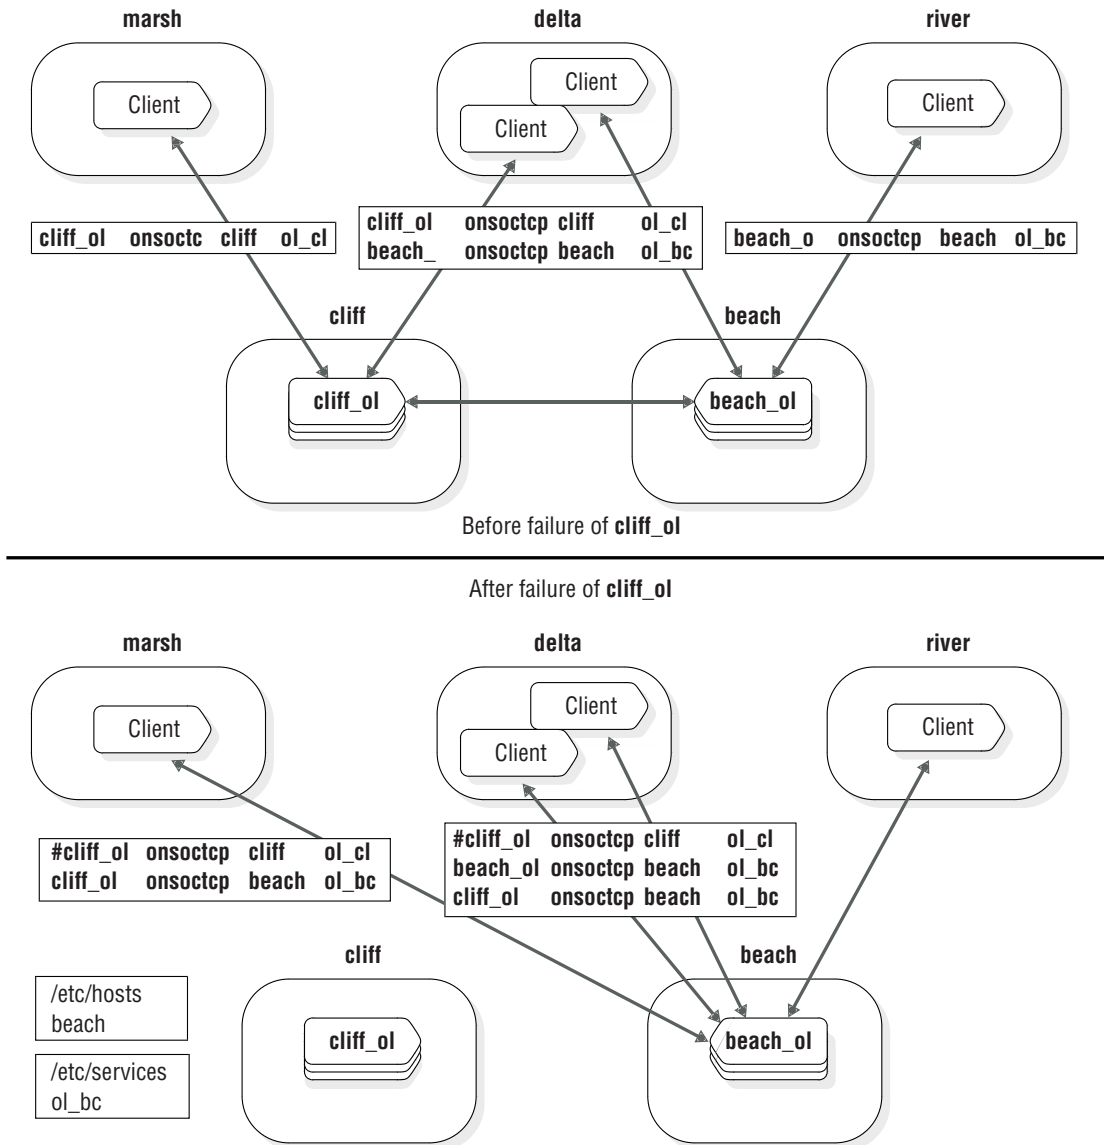 marsh delta river
Client
Client
Client
Client
cliff_ol onsoctc cliff ol_cl
cliff_ol onsoctcp cliff ol_cl
beach_ onsoctcp beach ol_bc
beach_o onsoctcp beach ol_bc
cliff
beach
cliff_ol
beach_ol
Before failure of cliff_ol
After failure of cliff_ol
marsh delta river
Client
Client
Client
Client
#cliff_ol onsoctcp cliff ol_cl
cliff_ol onsoctcp beach ol_bc
#cliff_ol onsoctcp cliff ol_cl
beach_ol onsoctcp beach ol_bc
cliff_ol onsoctcp beach ol_bc
cliff
beach
/etc/hosts
beach
/etc/services
ol_bc
cliff_ol
beach_ol